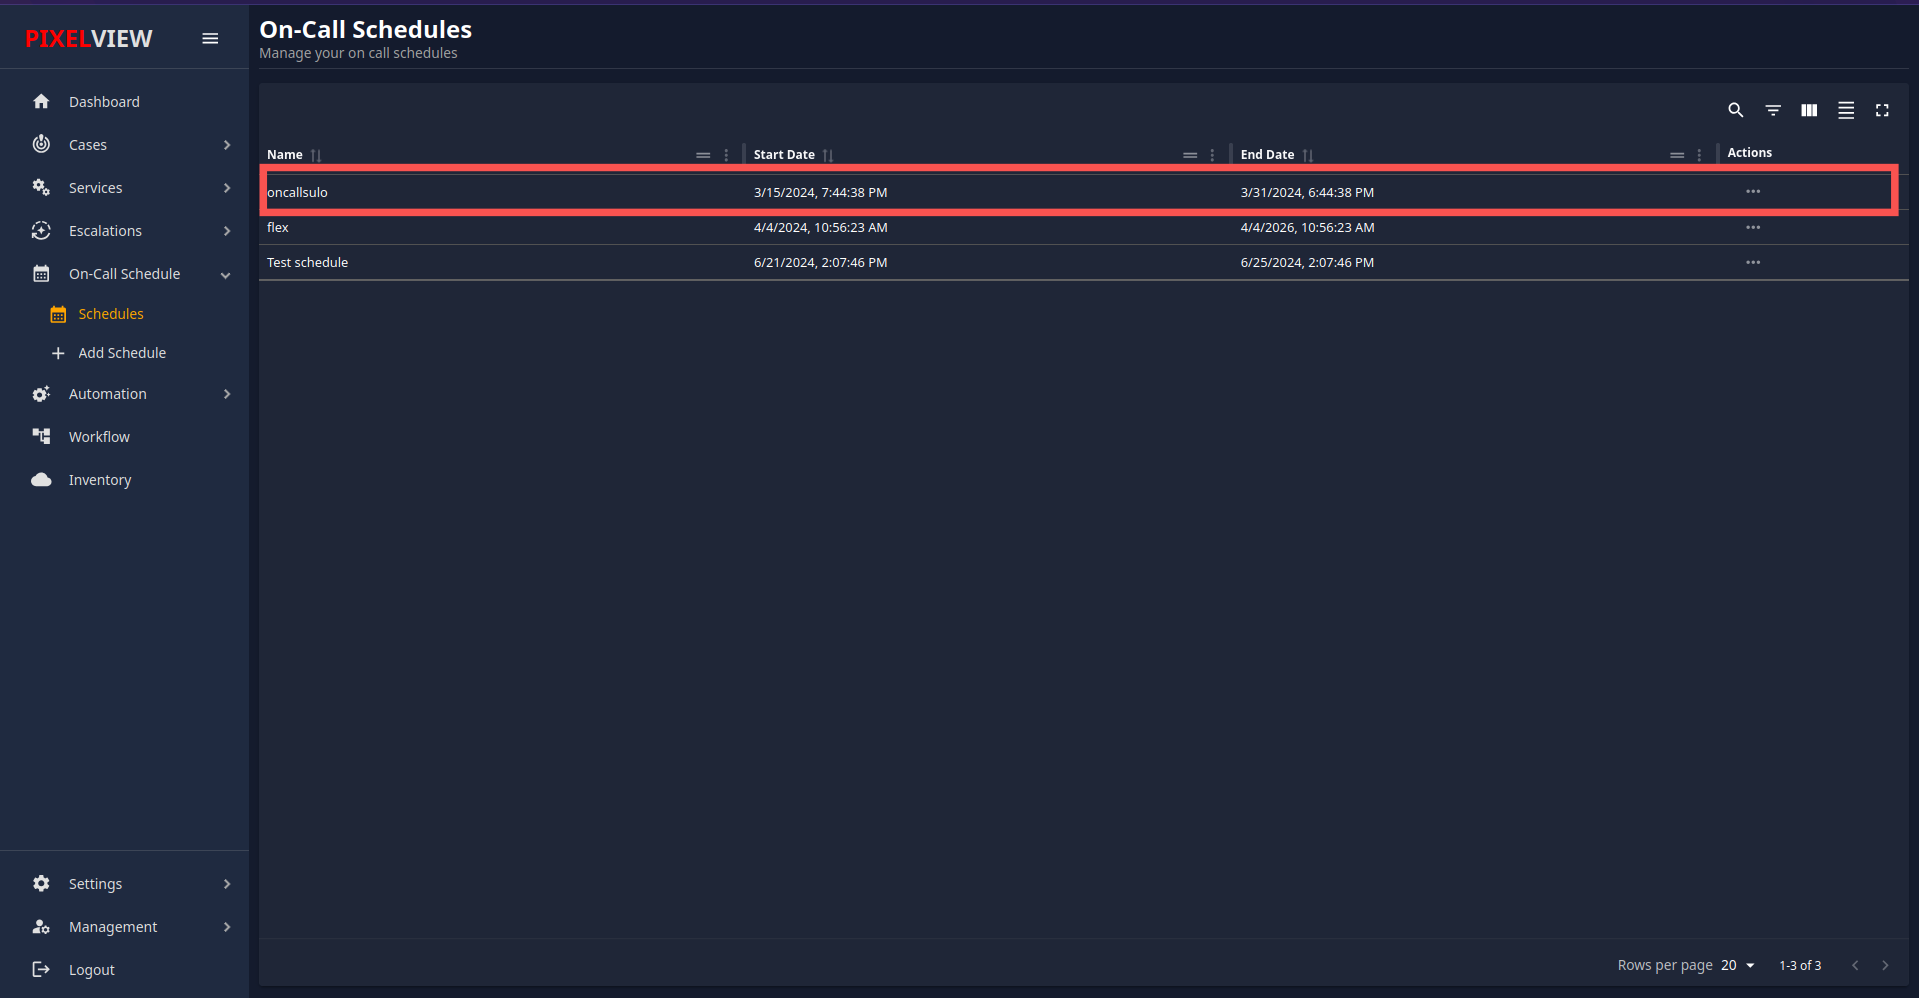 PIXELVIEW
On-Call Schedules
Manage your on call schedules
Dashboard
Cases
Services
Escalations
On-Call Schedule
Schedules
Add Schedule
Automation
Workflow
Inventory
Settings
Management
Logout
Name Start Date End Date Actions
oncallsulo 3/15/2024, 7:44:38 PM 3/31/2024, 6:44:38 PM
flex 4/4/2024, 10:56:23 AM 4/4/2026, 10:56:23 AM
Test schedule 6/21/2024, 2:07:46 PM 6/25/2024, 2:07:46 PM
Rows per page 20 1-3 of 3